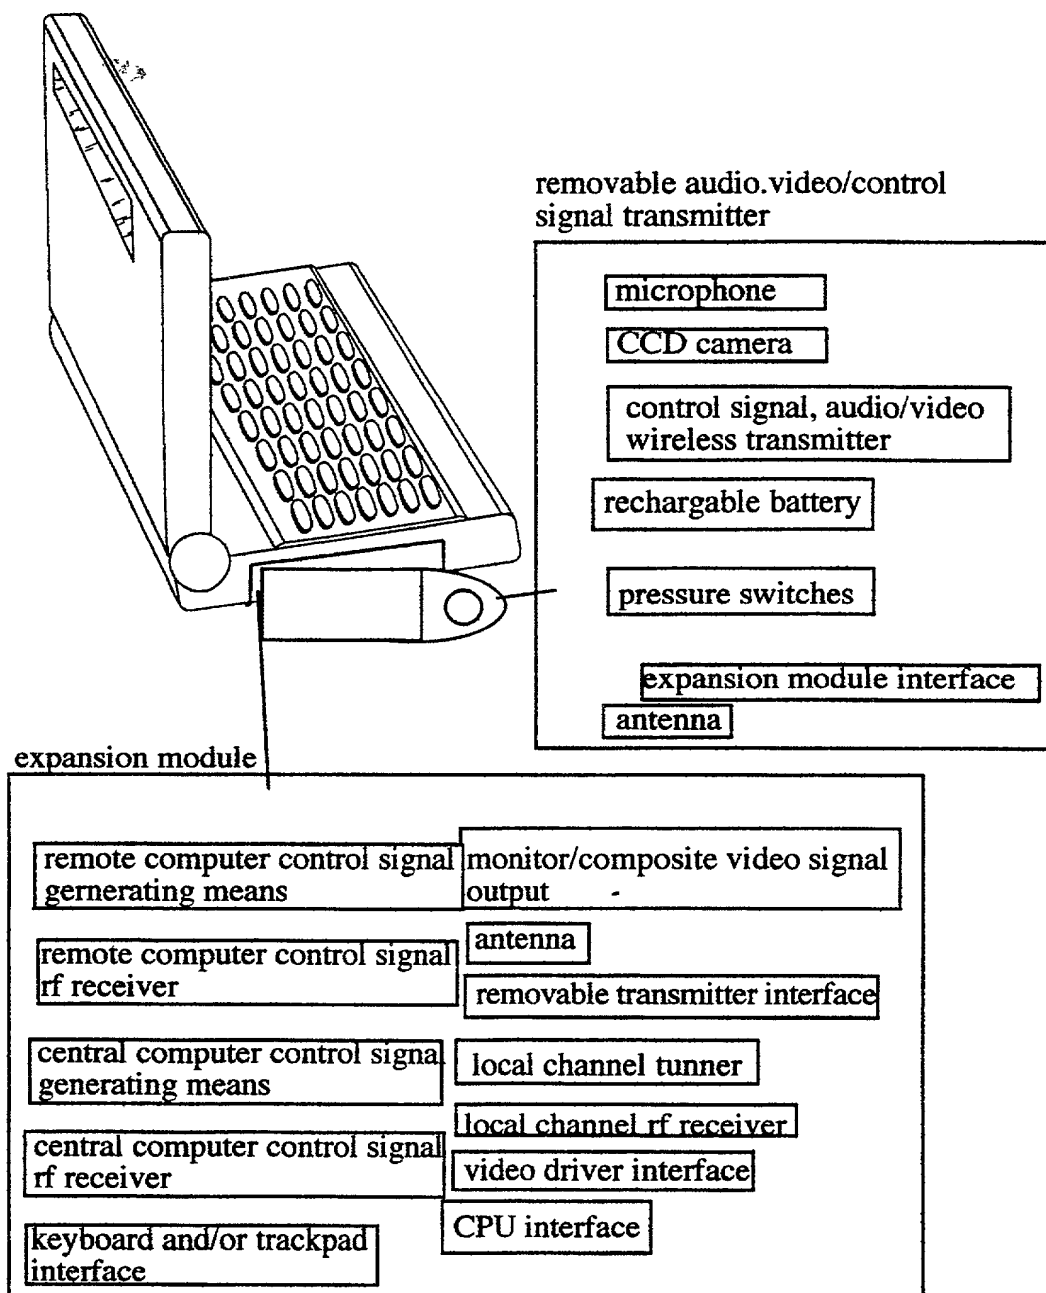 removable audio.video/control
signal transmitter
microphone
CCD camera
control signal, audio/video
wireless transmitter
rechargable battery
pressure switches
expansion module interface
antenna
expansion module
remote computer control signal
gernerating means
remote computer control signal
rf receiver
central computer control signal
generating means
central computer control signal
rf receiver
keyboard and/or trackpad
interface
monitor/composite video signal
output
antenna
removable transmitter interface
local channel tunner
local channel rf receiver
video driver interface
CPU interface